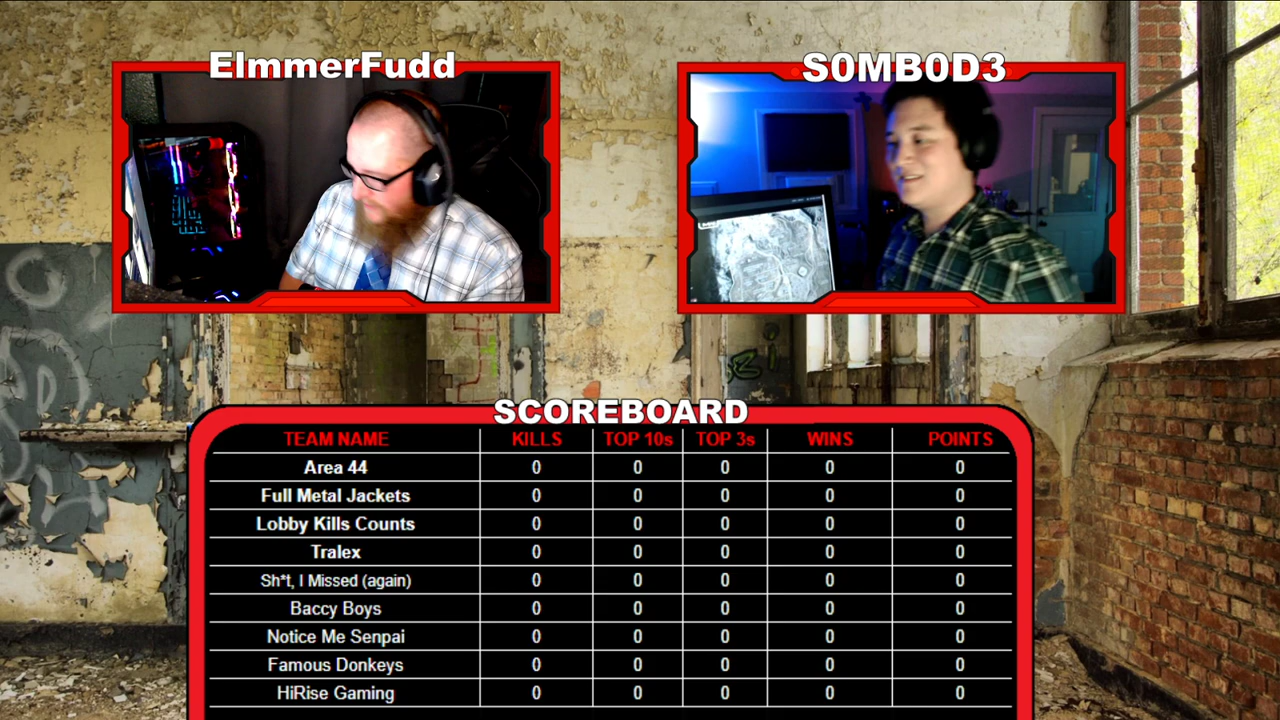 ElmmerFudd
S0MB0D3
SCOREBOARD
TEAM NAME KILLS TOP 10s TOP 3s WINS POINTS
Area 44 0 0 0 0 0
Full Metal Jackets 0 0 0 0 0
Lobby Kills Counts 0 0 0 0 0
Tralex 0 0 0 0 0
Sh*t, I Missed (again) 0 0 0 0 0
Baccy Boys 0 0 0 0 0
Notice Me Senpai 0 0 0 0 0
Famous Donkeys 0 0 0 0 0
HiRise Gaming 0 0 0 0 0